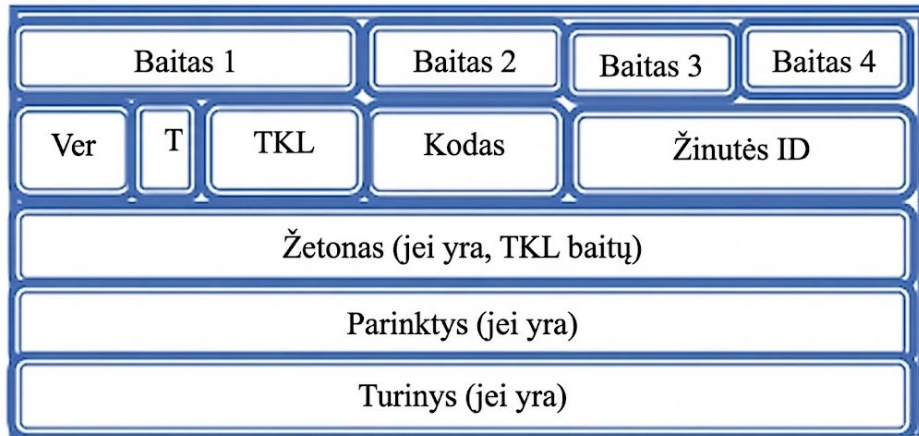 Baitas 1 Baitas 2 Baitas 3 Baitas 4
Ver T TKL Kodas Žinutės ID
Žetonas (jei yra, TKL baitų)
Parinktys (jei yra)
Turinys (jei yra)